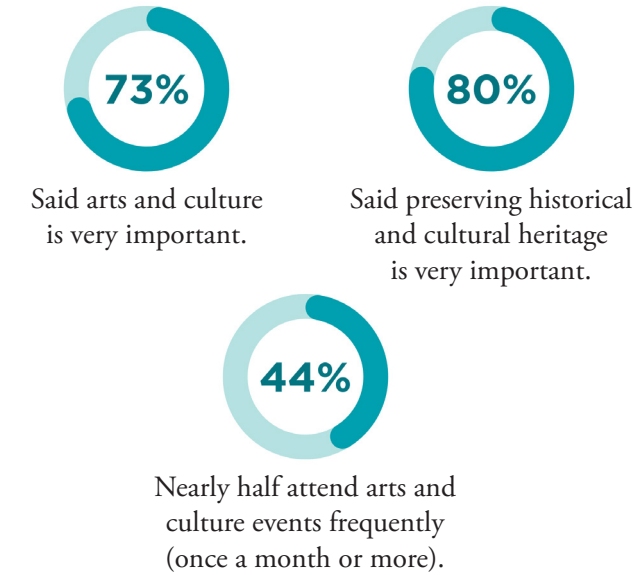 73%
Said arts and culture
is very important.
80%
Said preserving historical
and cultural heritage
is very important.
44%
Nearly half attend arts and
culture events frequently
(once a month or more).